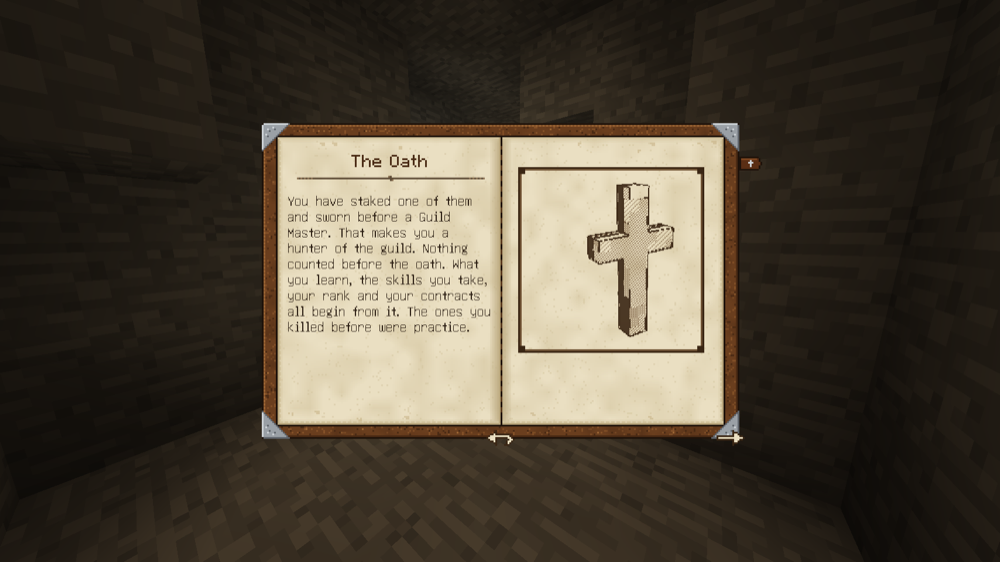 The Oath
You have staked one of them
and sworn before a Guild
Master. That makes you a
hunter of the guild. Nothing
counted before the oath. What
you learn, the skills you take,
your rank and your contracts
all begin from it. The ones you
killed before were practice.